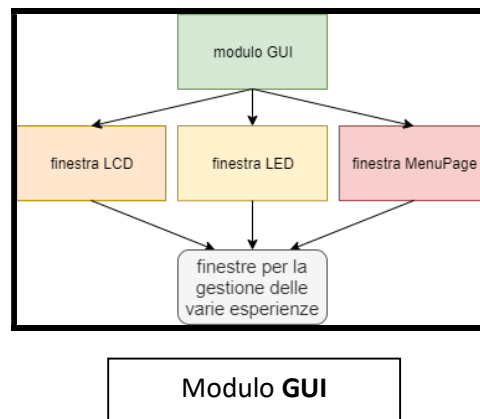 modulo GUI
finestra LCD
finestra LED
finestra MenuPage
finestre per la
gestione delle
varie esperienze
Modulo GUI